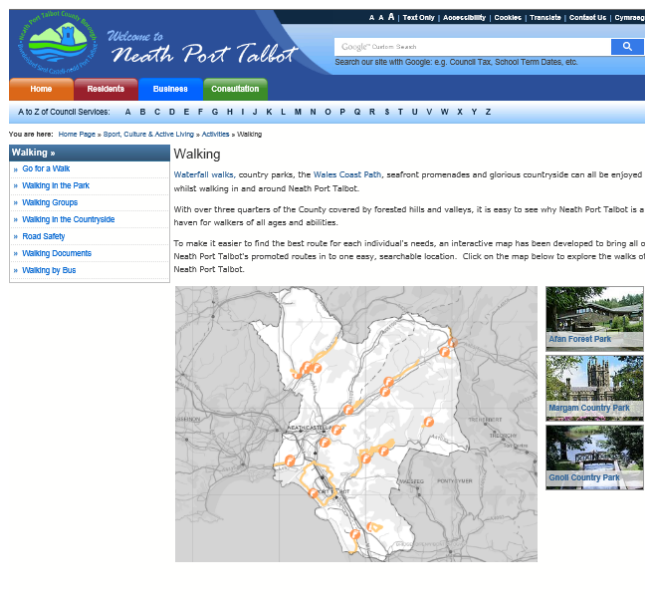 Neath Port Talbot County Borough
A A A | Text Only | Accessibility | Cookies | Translate | Contact Us | Cymraeg
Welcome to
Neath Port Talbot
Google™ Custom Search
Search our site with Google: e.g. Council Tax, School Term Dates, etc.
Home Residents Business Consultation
A to Z of Council Services: A B C D E F G H I J K L M N O P Q R S T U V W X Y Z
You are here: Home Page » Sport, Culture & Active Living » Activities » Walking
Walking »
» Go for a Walk
» Walking in the Park
» Walking Groups
» Walking in the Countryside
» Road Safety
» Walking Documents
» Walking by Bus
Walking
Waterfall walks, country parks, the Wales Coast Path, seafront promenades and glorious countryside can all be enjoyed
whilst walking in and around Neath Port Talbot.
With over three quarters of the County covered by forested hills and valleys, it is easy to see why Neath Port Talbot is a
haven for walkers of all ages and abilities.
To make it easier to find the best route for each individual's needs, an interactive map has been developed to bring all o
Neath Port Talbot's promoted routes in to one easy, searchable location. Click on the map below to explore the walks of
Neath Port Talbot.
Afan Forest Park
Margam Country Park
Gnoll Country Park